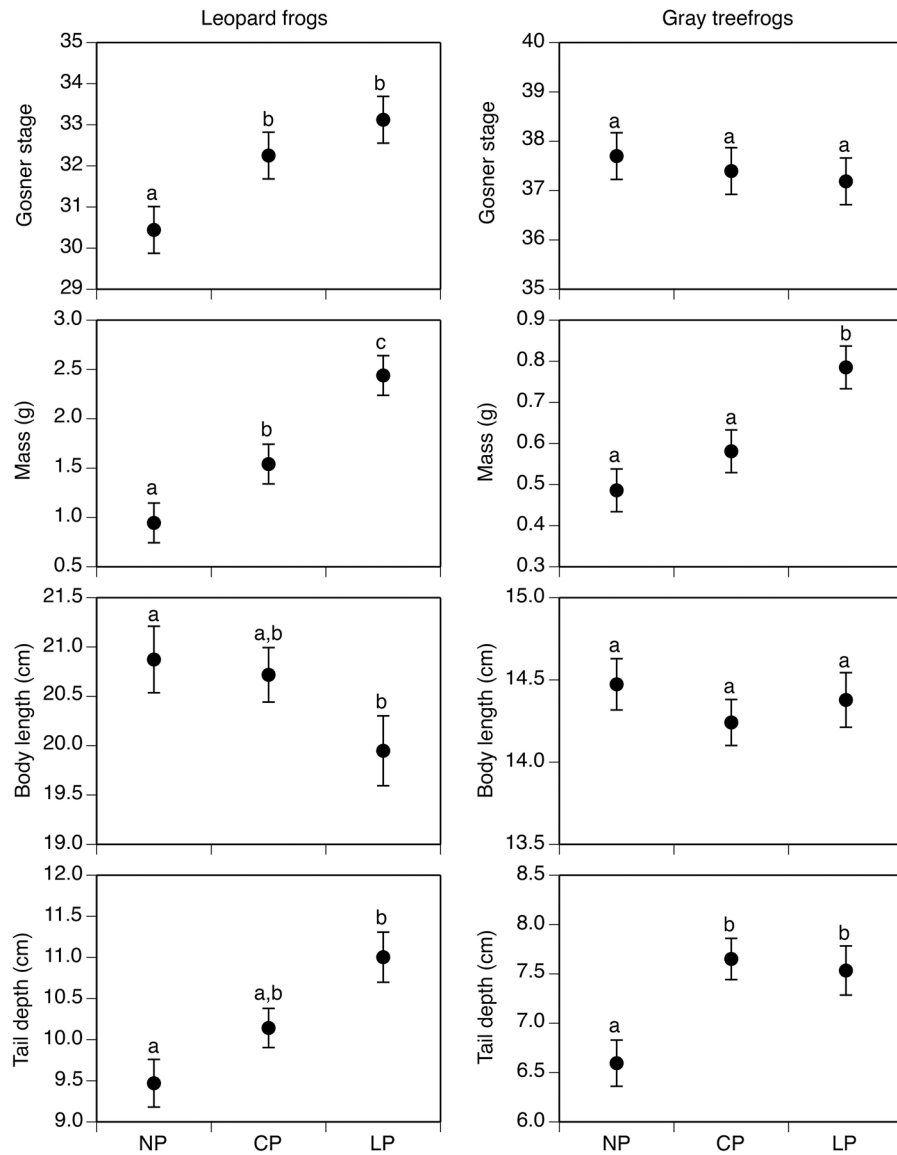 Leopard frogs
Gosner stage
35
34
33
32
31
30
29
a
b
b
Gray treefrogs
Gosner stage
40
39
38
37
36
35
a
a
a
Mass (g)
3.0
2.5
2.0
1.5
1.0
0.5
a
b
c
Mass (g)
0.9
0.8
0.7
0.6
0.5
0.4
0.3
a
a
b
Body length (cm)
21.5
21.0
20.5
20.0
19.5
19.0
a
a,b
b
Body length (cm)
15.0
14.5
14.0
13.5
a
a
a
Tail depth (cm)
12.0
11.5
11.0
10.5
10.0
9.5
9.0
a
a,b
b
NP CP LP
Tail depth (cm)
8.5
8.0
7.5
7.0
6.5
6.0
a
b
b
NP CP LP